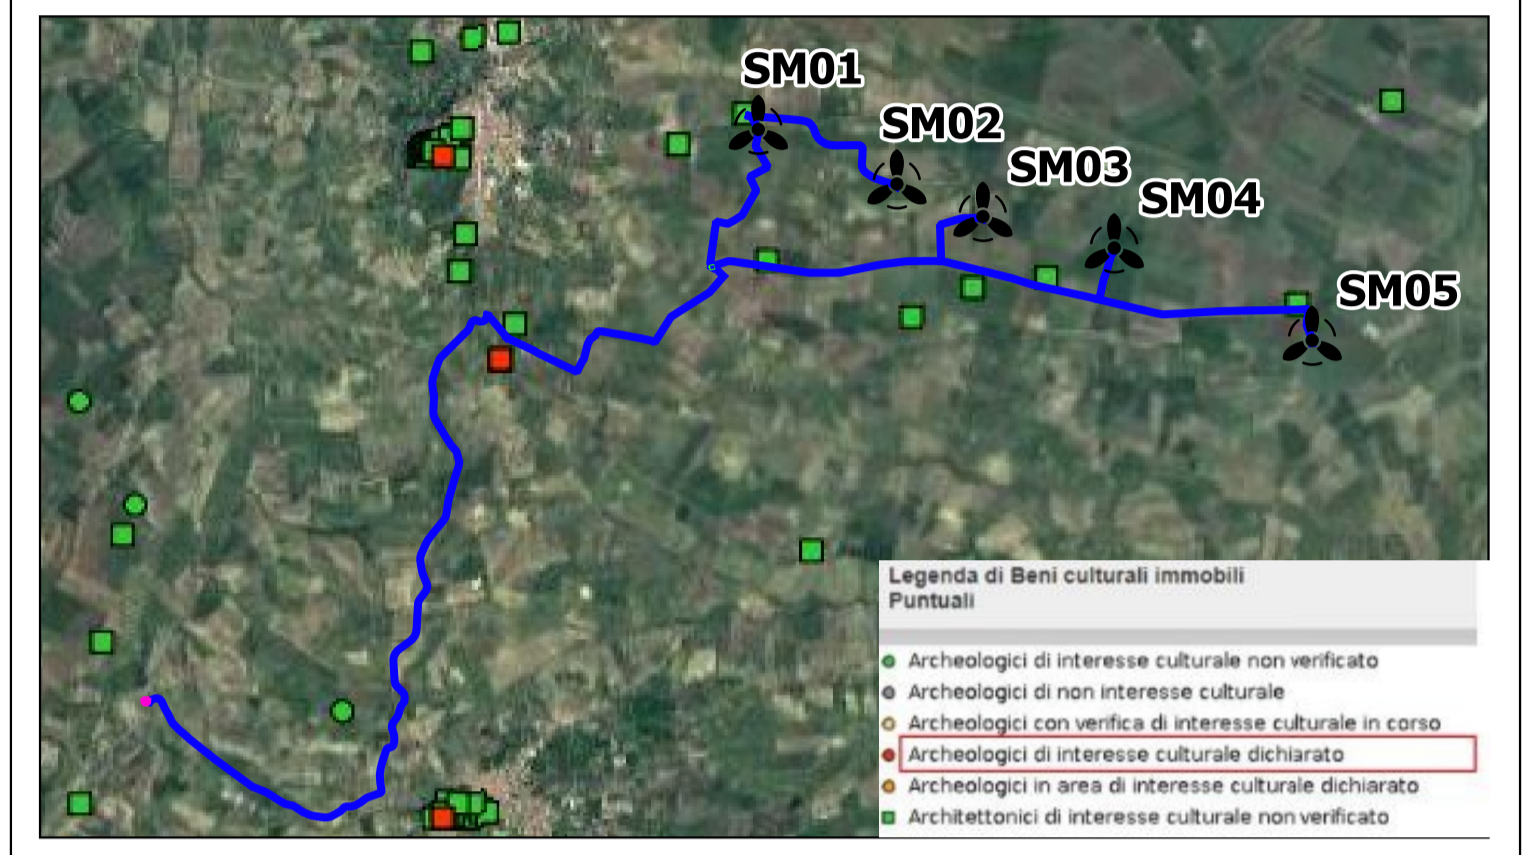 SM01
SM02
SM03
SM04
SM05
Legenda di Beni culturali immobili
Puntuali
Archeologici di interesse culturale non verificato
Archeologici di non interesse culturale
Archeologici con verifica di interesse culturale in corso
Archeologici di interesse culturale dichiarato
Archeologici in area di interesse culturale dichiarato
Architettonici di interesse culturale non verificato